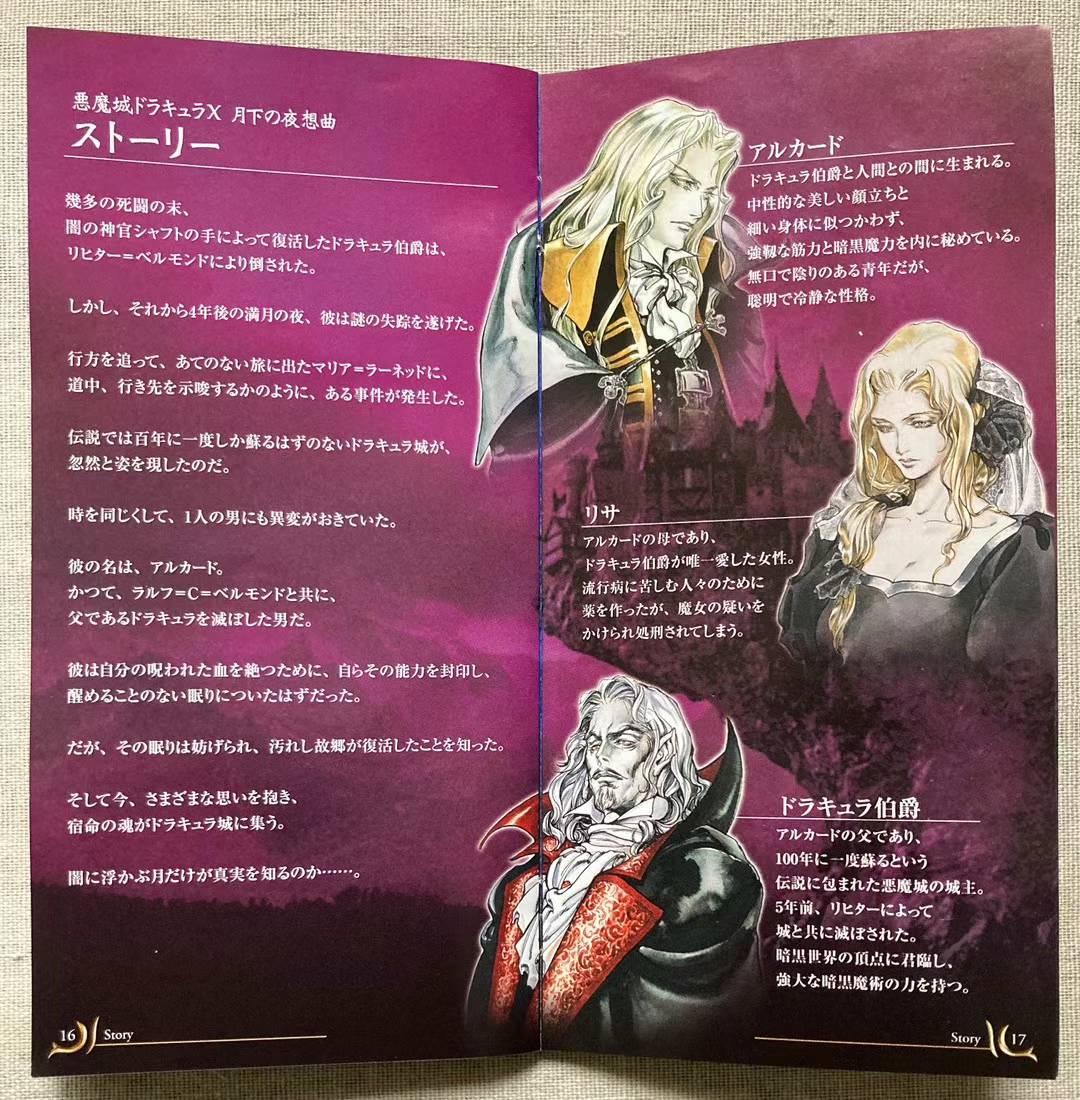 悪魔城ドラキュラX 月下の夜想曲
ストーリー
幾多の死闘の末、
闇の神官シャフトの手によって復活したドラキュラ伯爵は、
リヒター=ベルモンドにより倒された。
しかし、それから4年後の満月の夜、彼は謎の失踪を遂げた。
行方を追って、あてのない旅に出たマリア=ラーネッドに、
道中、行き先を示唆するかのように、ある事件が発生した。
伝説では百年に一度しか蘇るはずのないドラキュラ城が、
忽然と姿を現したのだ。
時を同じくして、1人の男にも異変がおきていた。
彼の名は、アルカード。
かつて、ラルフ=C=ベルモンドと共に、
父であるドラキュラを滅ぼした男だ。
彼は自分の呪われた血を絶つために、自らその能力を封印し、
醒めることのない眠りについたはずだった。
だが、その眠りは妨げられ、汚れし故郷が復活したことを知った。
そして今、さまざまな思いを抱き、
宿命の魂がドラキュラ城に集う。
闇に浮かぶ月だけが真実を知るのか……。
16 Story
アルカード
ドラキュラ伯爵と人間との間に生まれる。
中性的な美しい顔立ちと
細い身体に似つかわず、
強靱な筋力と暗黒魔力を内に秘めている。
無口で陰りのある青年だが、
聡明で冷静な性格。
リサ
アルカードの母であり、
ドラキュラ伯爵が唯一愛した女性。
流行病に苦しむ人々のために
薬を作ったが、魔女の疑いを
かけられ処刑されてしまう。
ドラキュラ伯爵
アルカードの父であり、
100年に一度蘇るという
伝説に包まれた悪魔城の城主。
5年前、リヒターによって
城と共に滅ぼされた。
暗黒世界の頂点に君臨し、
強大な暗黒魔術の力を持つ。
Story 17